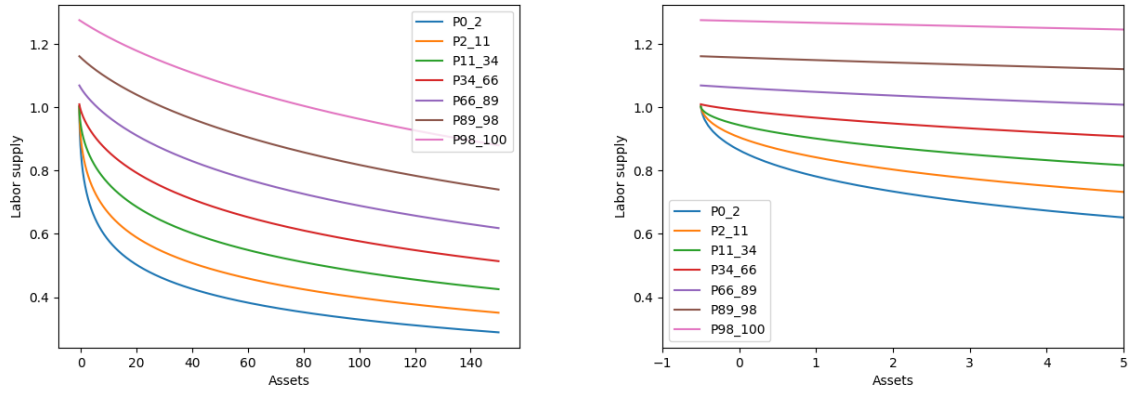 1.2
1.0
0.8
0.6
0.4
Labor supply
0
20
40
60
80
100
120
140
Assets
P0_2
P2_11
P11_34
P34_66
P66_89
P89_98
P98_100
1.2
1.0
0.8
0.6
0.4
Labor supply
P0_2
P2_11
P11_34
P34_66
P66_89
P89_98
P98_100
−1
0
1
2
3
4
5
Assets